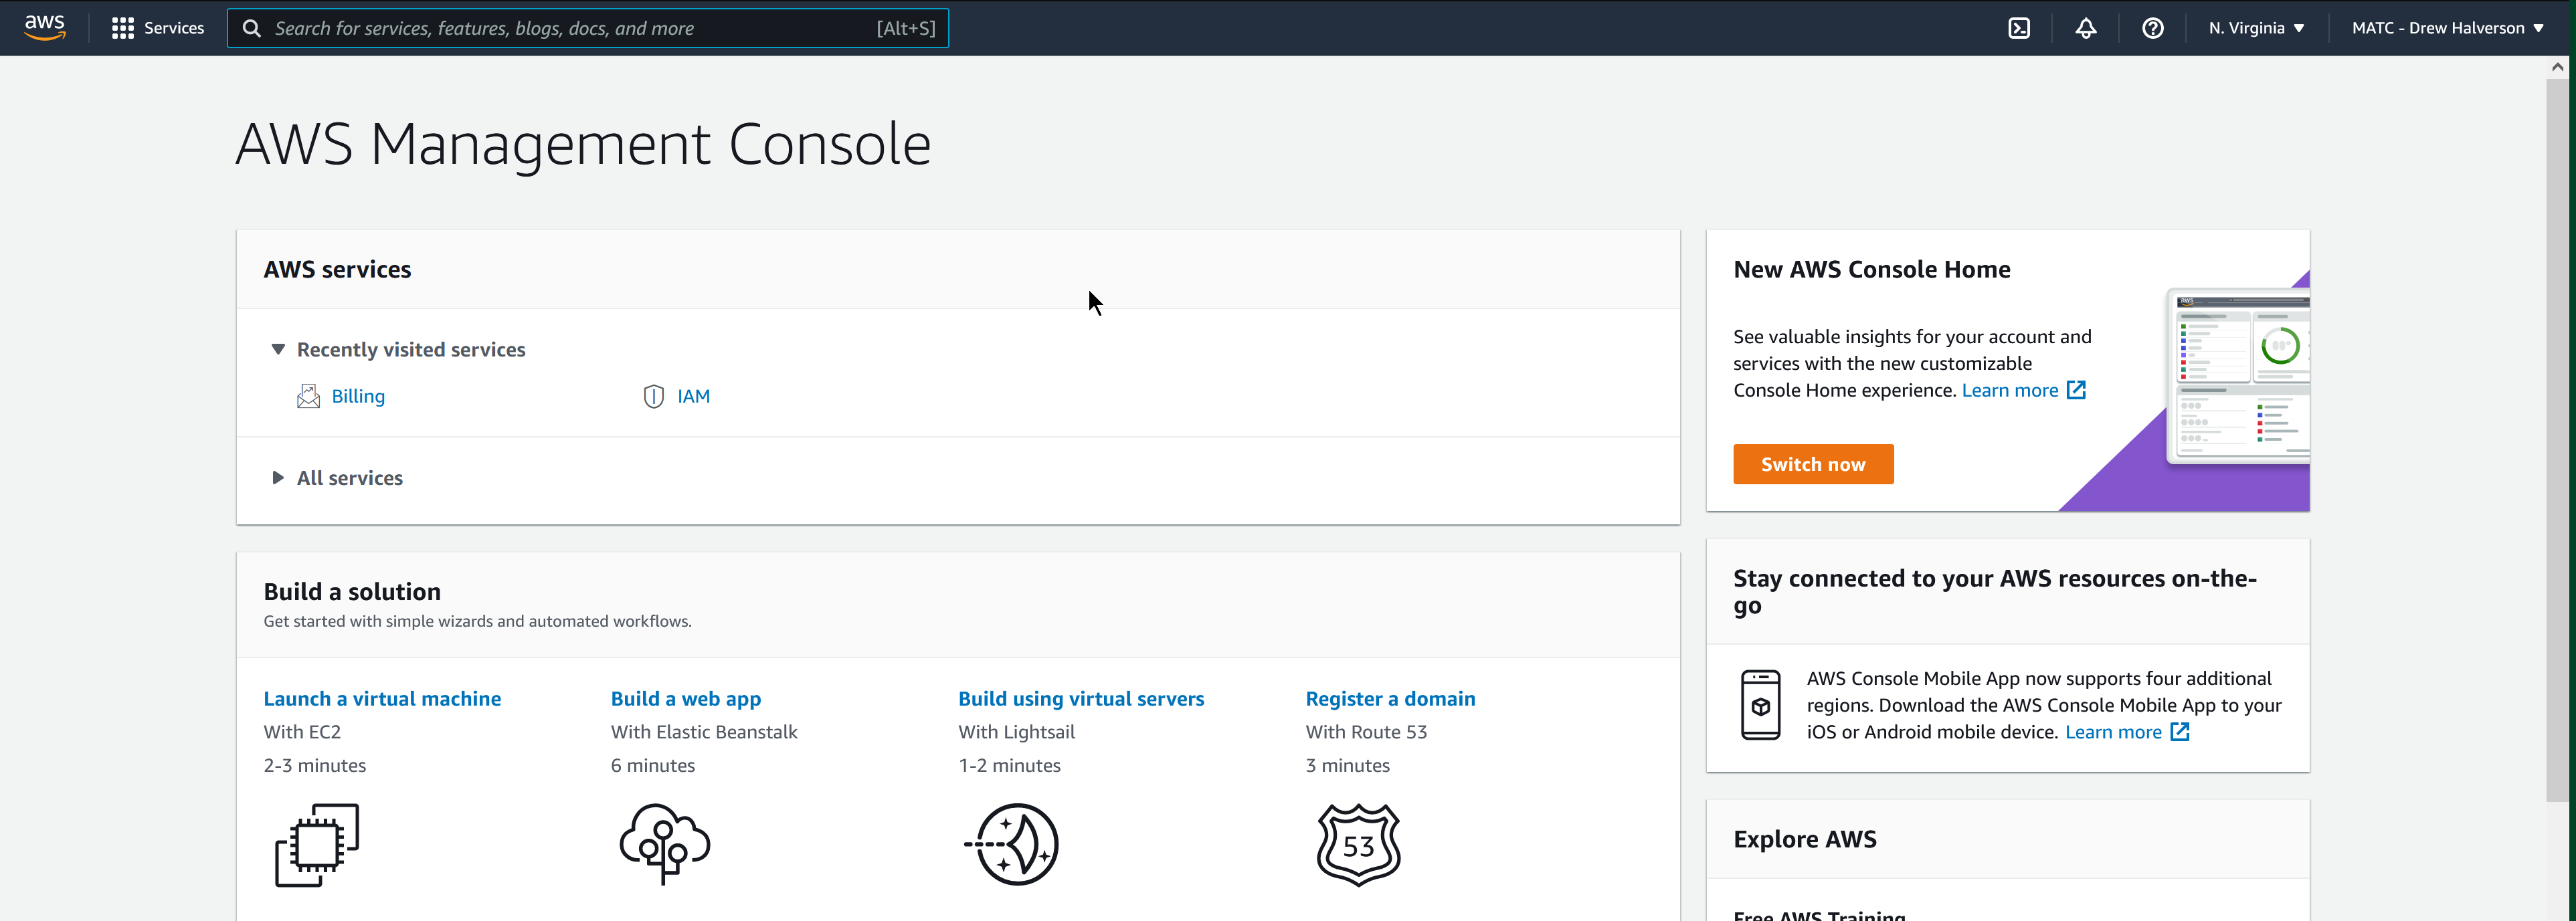 aws
Services
Search for services, features, blogs, docs, and more
[Alt+S]
N. Virginia
MATC - Drew Halverson
AWS Management Console
AWS services
Recently visited services
Billing
IAM
All services
Build a solution
Get started with simple wizards and automated workflows.
Launch a virtual machine
With EC2
2-3 minutes
Build a web app
With Elastic Beanstalk
6 minutes
Build using virtual servers
With Lightsail
1-2 minutes
Register a domain
With Route 53
3 minutes
53
New AWS Console Home
See valuable insights for your account and
services with the new customizable
Console Home experience. Learn more
Switch now
aws
Stay connected to your AWS resources on-the-
go
AWS Console Mobile App now supports four additional
regions. Download the AWS Console Mobile App to your
iOS or Android mobile device. Learn more
Explore AWS
Free AWS Training